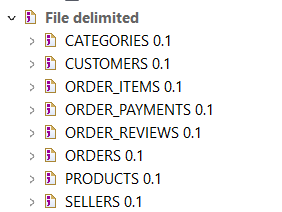 File delimited
CATEGORIES 0.1
CUSTOMERS 0.1
ORDER_ITEMS 0.1
ORDER_PAYMENTS 0.1
ORDER_REVIEWS 0.1
ORDERS 0.1
PRODUCTS 0.1
SELLERS 0.1